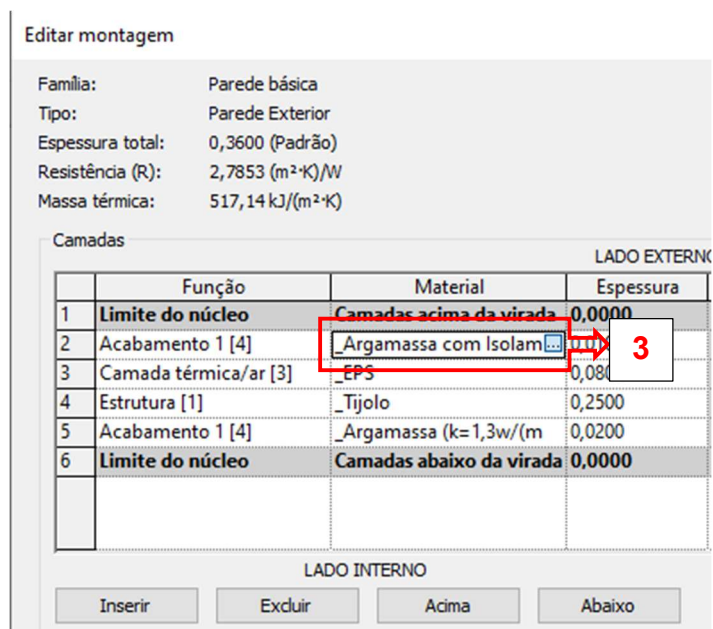 Editar montagem
Família: Parede básica
Tipo: Parede Exterior
Espessura total: 0,3600 (Padrão)
Resistência (R): 2,7853 (m²·K)/W
Massa térmica: 517,14 kJ/(m²·K)
Camadas
LADO EXTERNO
Função Material Espessura
1 Limite do núcleo Camadas acima da virada 0,0000
2 Acabamento 1 [4] _Argamassa com Isolam ...
3
3 Camada térmica/ar [3] _EPS
4 Estrutura [1] _Tijolo 0,2500
5 Acabamento 1 [4] _Argamassa (k=1,3w/(m 0,0200
6 Limite do núcleo Camadas abaixo da virada 0,0000
LADO INTERNO
Inserir Excluir Acima Abaixo